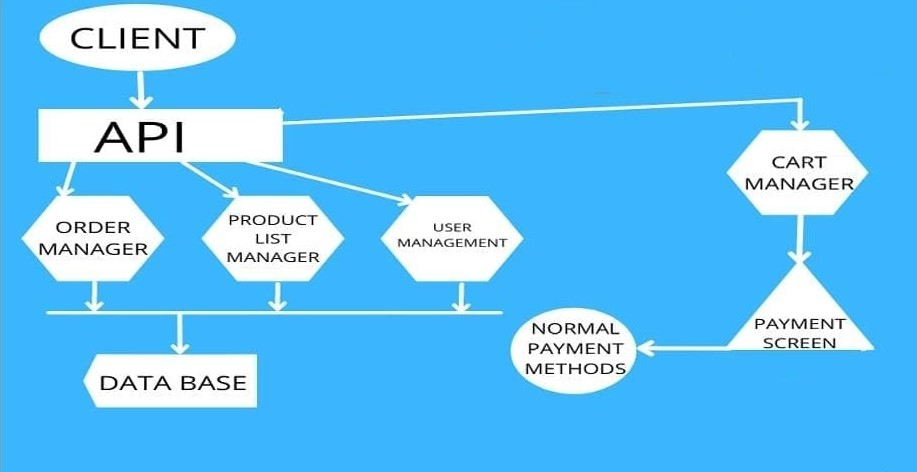 CLIENT
API
CART
MANAGER
ORDER
MANAGER
PRODUCT
LIST
MANAGER
USER
MANAGEMENT
PAYMENT
SCREEN
NORMAL
PAYMENT
METHODS
DATA BASE